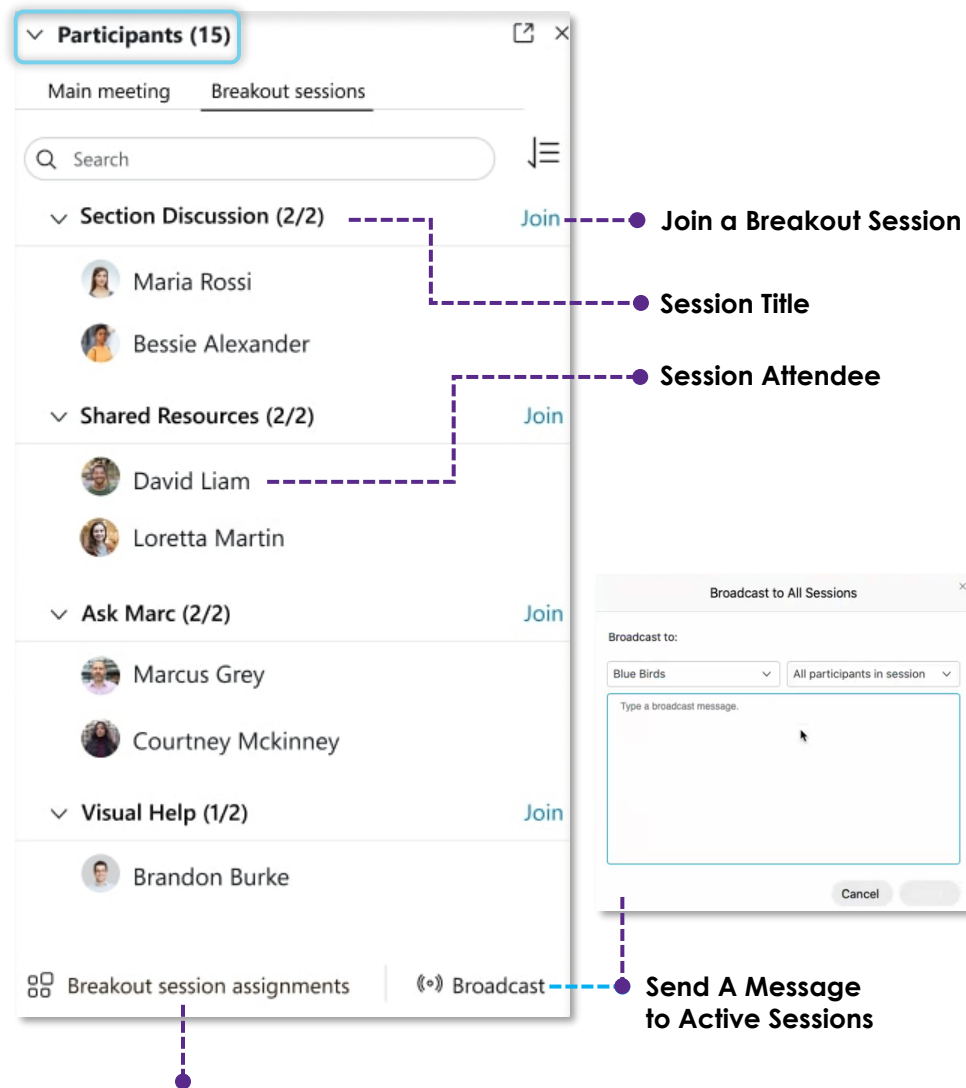 Participants (15)
Main meeting Breakout sessions
Search
Section Discussion (2/2) Join
Join a Breakout Session
Maria Rossi
Session Title
Bessie Alexander
Session Attendee
Shared Resources (2/2) Join
David Liam
Loretta Martin
Ask Marc (2/2) Join
Marcus Grey
Courtney Mckinney
Visual Help (1/2) Join
Brandon Burke
Breakout session assignments Broadcast
Broadcast to All Sessions
Broadcast to:
Blue Birds All participants in session
Type a broadcast message.
Cancel
Send A Message
to Active Sessions